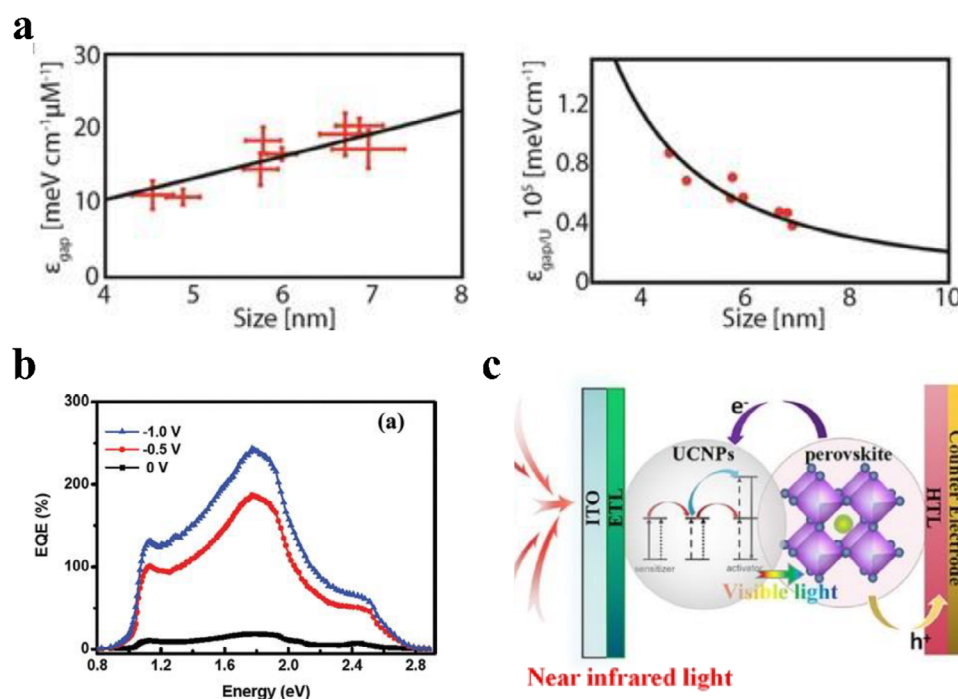 a
30
20
10
0
ε_gap [meV cm⁻¹μM⁻¹]
4 5 6 7 8
Size [nm]
1.2
0.8
0.4
0
ε_gap/U 10⁵ [meV cm⁻¹]
4 6 8 10
Size [nm]
b
(a)
300
250
100
0
EQE (%)
-1.0 V
-0.5 V
0 V
0.8 1.2 1.6 2.0 2.4 2.8
Energy (eV)
c
ITO
ETL
e-
UCNPs
perovskite
sensitizer
activator
Visible light
h+
HTL
Counter Electrode
Near infrared light